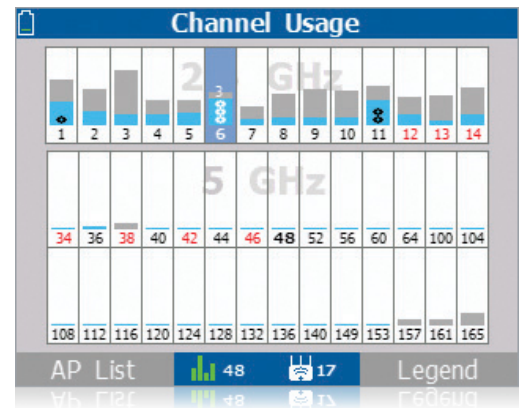 Channel Usage
2.4 GHz
3
1 2 3 4 5 6 7 8 9 10 11 12 13 14
5 GHz
34 36 38 40 42 44 46 48 52 56 60 64 100 104
108 112 116 120 124 128 132 136 140 149 153 157 161 165
AP List 48 17 Legend